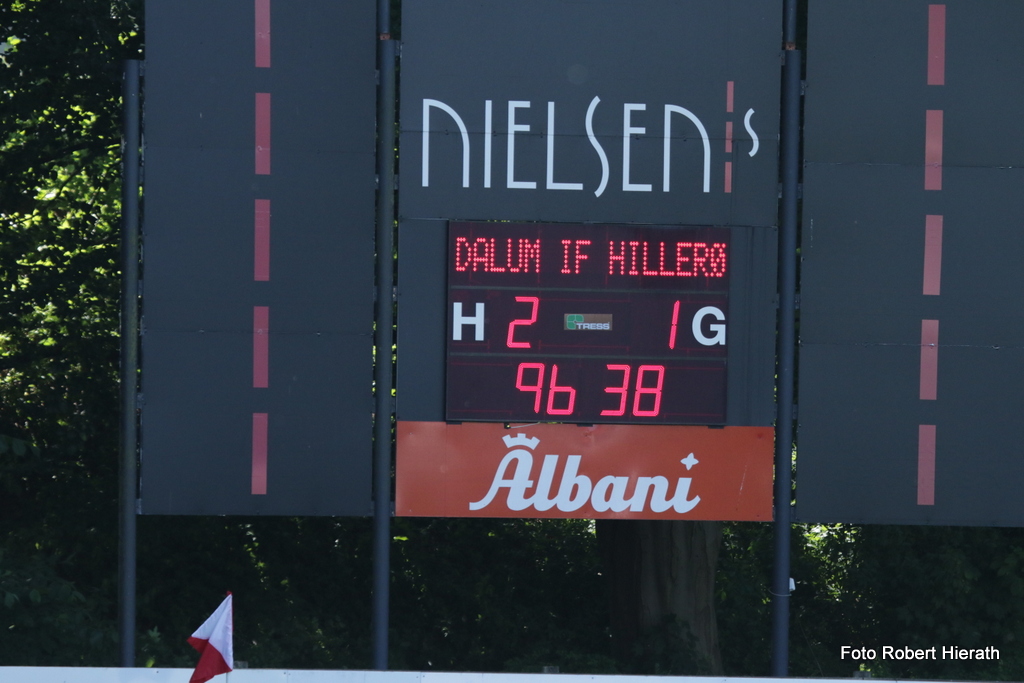 NIELSEN'S
DALUM IF HILLERØ
H 2 TRESS 1 G
96 38
Albani
Foto Robert Hierath